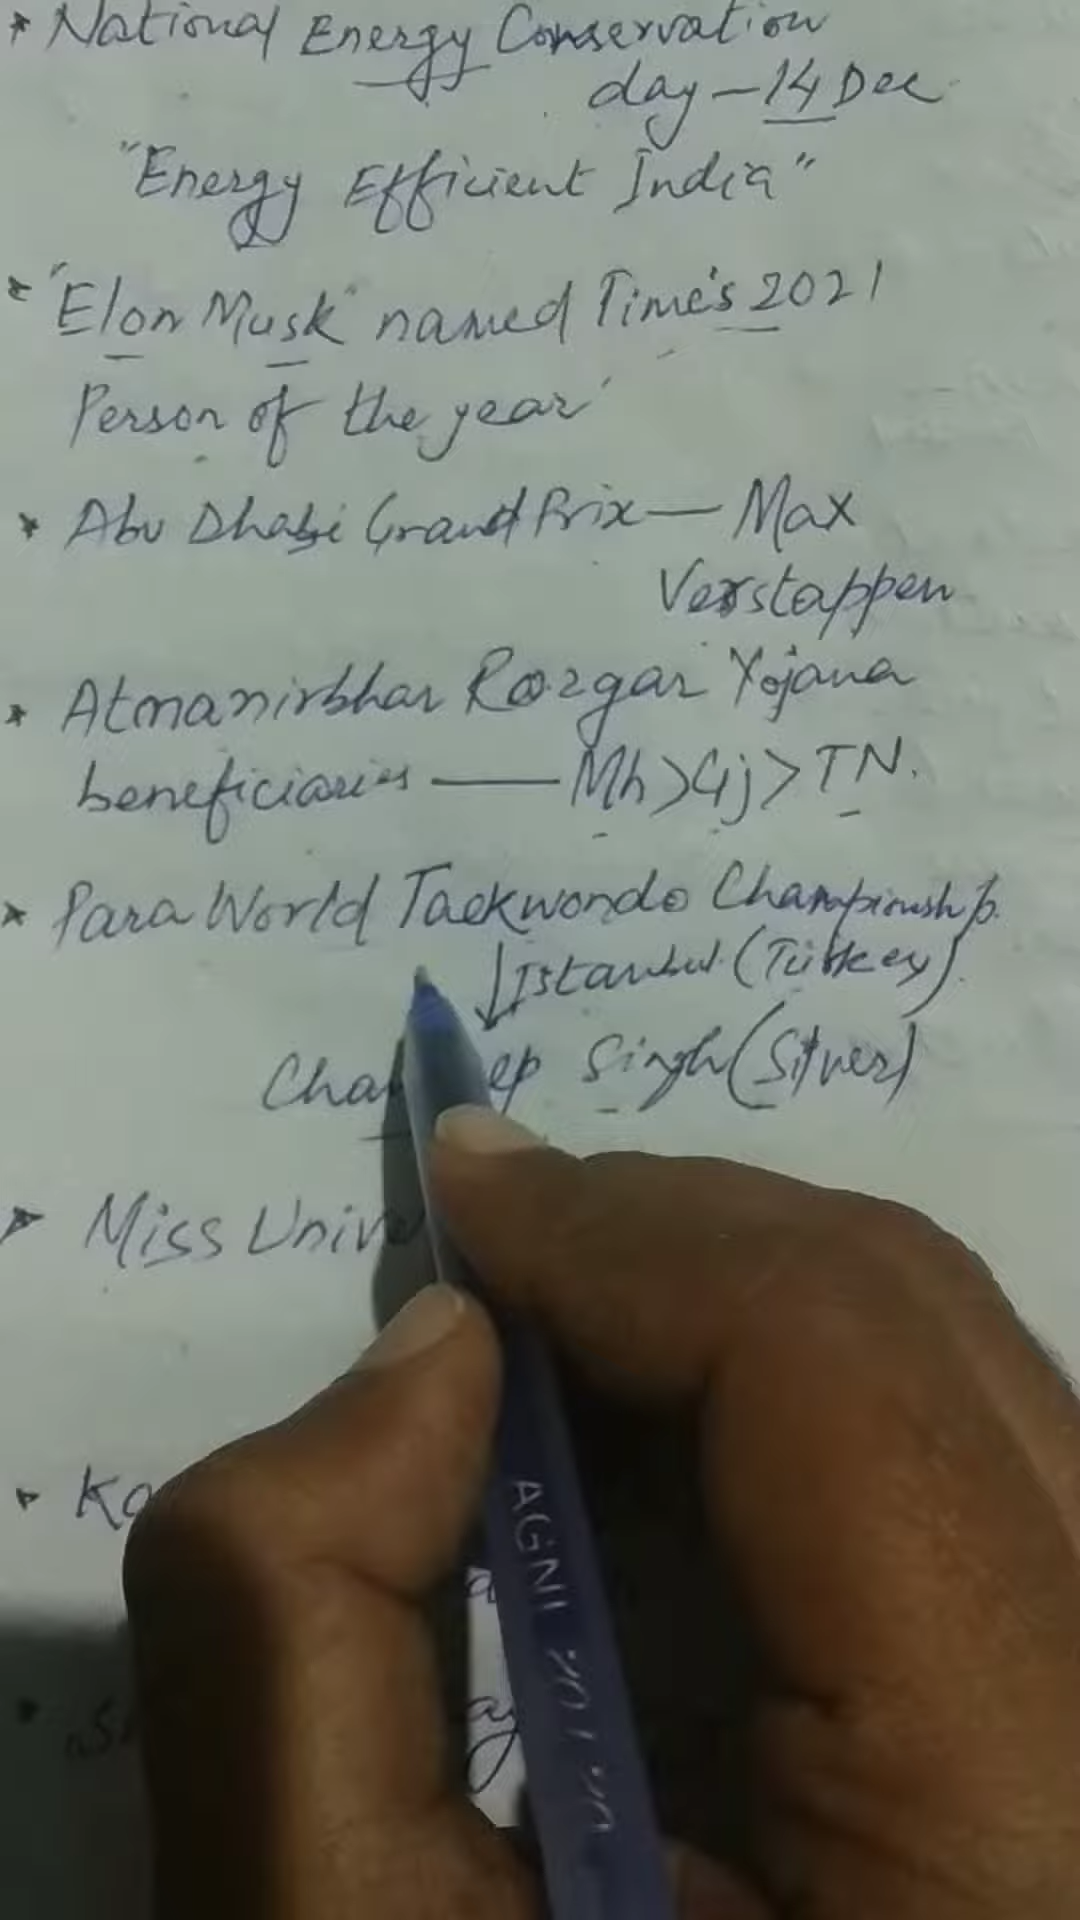 * National Energy Conservation
day - 14 Dec
"Energy Efficient India"
* "Elon Musk" named Time's 2021
Person of the year'
* Abu Dhabi Grand Prix — Max
Verstappen
* Atmanirbhar Rozgar Yojana
beneficiaries — Mh > Gj > TN.
* Para World Taekwondo Championship.
↓ Istanbul (Turkey)
Singh (Silver)
Miss
AGNI